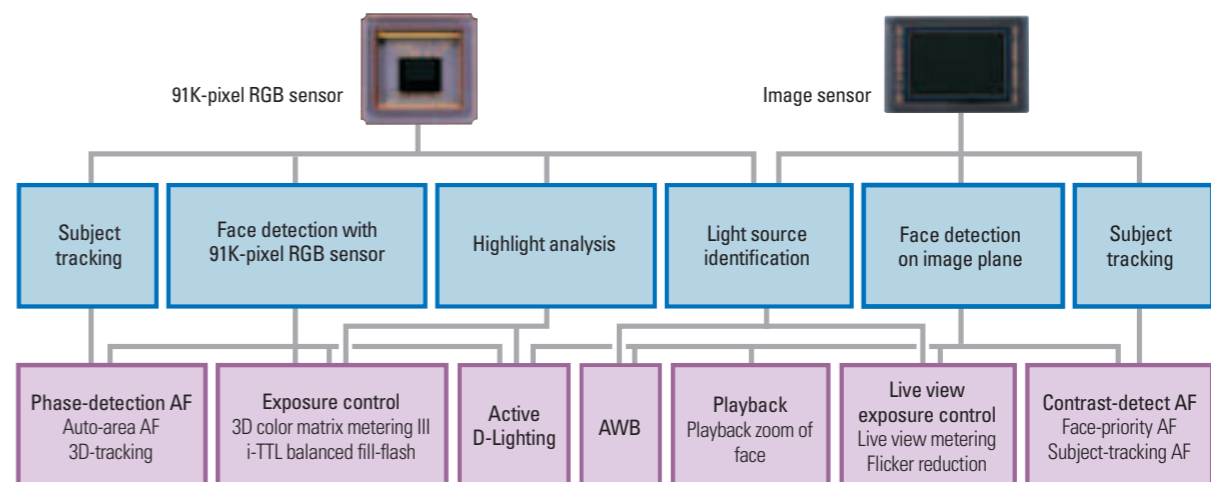 91K-pixel RGB sensor
Image sensor
Subject
tracking
Face detection with
91K-pixel RGB sensor
Highlight analysis
Light source
identification
Face detection
on image plane
Subject
tracking
Phase-detection AF
Auto-area AF
3D-tracking
Exposure control
3D color matrix metering III
i-TTL balanced fill-flash
Active
D-Lighting
AWB
Playback
Playback zoom of
face
Live view
exposure control
Live view metering
Flicker reduction
Contrast-detect AF
Face-priority AF
Subject-tracking AF